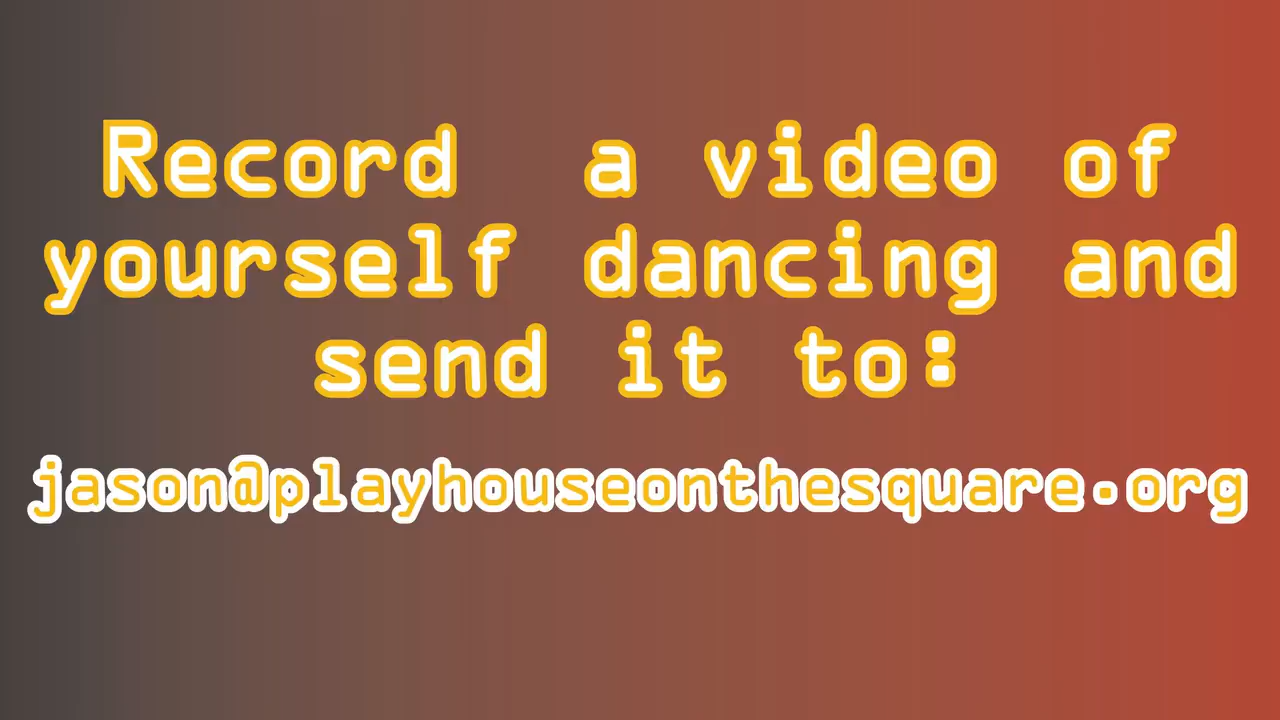 Record  a video of
yourself dancing and
send it to:
jason@playhouseonthesquare.org